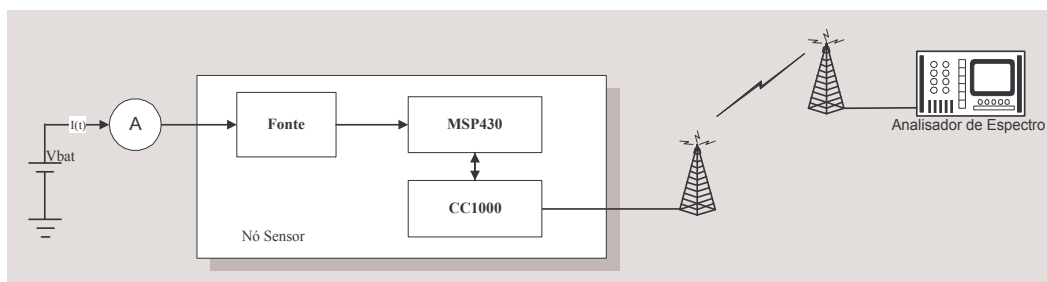 Vbat
I(t)
A
Fonte
MSP430
CC1000
Nó Sensor
Analisador de Espectro